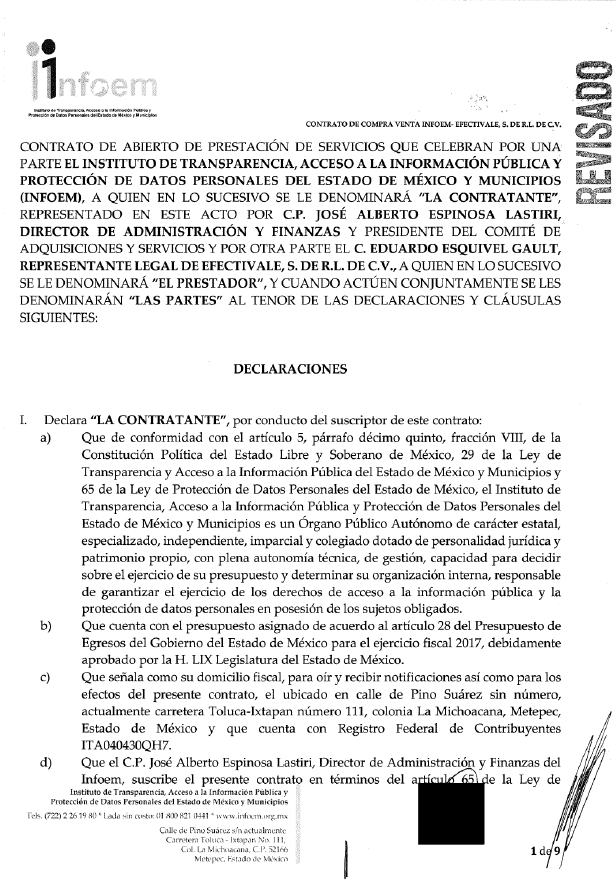 infoem
Instituto de Transparencia, Acceso a la Información Pública y
Protección de Datos Personales del Estado de México y Municipios
REVISADO
CONTRATO DE COMPRA VENTA INFOEM- EFECTIVALE, S. DE R.L. DE C.V.
CONTRATO DE ABIERTO DE PRESTACIÓN DE SERVICIOS QUE CELEBRAN POR UNA
PARTE EL INSTITUTO DE TRANSPARENCIA, ACCESO A LA INFORMACIÓN PÚBLICA Y
PROTECCIÓN DE DATOS PERSONALES DEL ESTADO DE MÉXICO Y MUNICIPIOS
(INFOEM), A QUIEN EN LO SUCESIVO SE LE DENOMINARÁ "LA CONTRATANTE",
REPRESENTADO EN ESTE ACTO POR C.P. JOSÉ ALBERTO ESPINOSA LASTIRI,
DIRECTOR DE ADMINISTRACIÓN Y FINANZAS Y PRESIDENTE DEL COMITÉ DE
ADQUISICIONES Y SERVICIOS Y POR OTRA PARTE EL C. EDUARDO ESQUIVEL GAULT,
REPRESENTANTE LEGAL DE EFECTIVALE, S. DE R.L. DE C.V., A QUIEN EN LO SUCESIVO
SE LE DENOMINARÁ "EL PRESTADOR", Y CUANDO ACTÚEN CONJUNTAMENTE SE LES
DENOMINARÁN "LAS PARTES" AL TENOR DE LAS DECLARACIONES Y CLÁUSULAS
SIGUIENTES:
DECLARACIONES
I. Declara "LA CONTRATANTE", por conducto del suscriptor de este contrato:
a) Que de conformidad con el artículo 5, párrafo décimo quinto, fracción VIII, de la
Constitución Política del Estado Libre y Soberano de México, 29 de la Ley de
Transparencia y Acceso a la Información Pública del Estado de México y Municipios y
65 de la Ley de Protección de Datos Personales del Estado de México, el Instituto de
Transparencia, Acceso a la Información Pública y Protección de Datos Personales del
Estado de México y Municipios es un Órgano Público Autónomo de carácter estatal,
especializado, independiente, imparcial y colegiado dotado de personalidad jurídica y
patrimonio propio, con plena autonomía técnica, de gestión, capacidad para decidir
sobre el ejercicio de su presupuesto y determinar su organización interna, responsable
de garantizar el ejercicio de los derechos de acceso a la información pública y la
protección de datos personales en posesión de los sujetos obligados.
b) Que cuenta con el presupuesto asignado de acuerdo al artículo 28 del Presupuesto de
Egresos del Gobierno del Estado de México para el ejercicio fiscal 2017, debidamente
aprobado por la H. LIX Legislatura del Estado de México.
c) Que señala como su domicilio fiscal, para oír y recibir notificaciones así como para los
efectos del presente contrato, el ubicado en calle de Pino Suárez sin número,
actualmente carretera Toluca-Ixtapan número 111, colonia La Michoacana, Metepec,
Estado de México y que cuenta con Registro Federal de Contribuyentes
ITA040430QH7.
d) Que el C.P. José Alberto Espinosa Lastiri, Director de Administración y Finanzas del
Infoem, suscribe el presente contrato en términos del artículo 65 de la Ley de
Instituto de Transparencia, Acceso a la Información Pública y
Protección de Datos Personales del Estado de México y Municipios
Tels. (722) 2 26 19 80 * Lada sin costo: 01 800 821 0441 * www.infoem.org.mx
Calle de Pino Suárez s/n actualmente
Carretera Toluca - Ixtapan No. 111,
Col. La Michoacana, C.P. 52166
Metepec, Estado de México
1 de 9